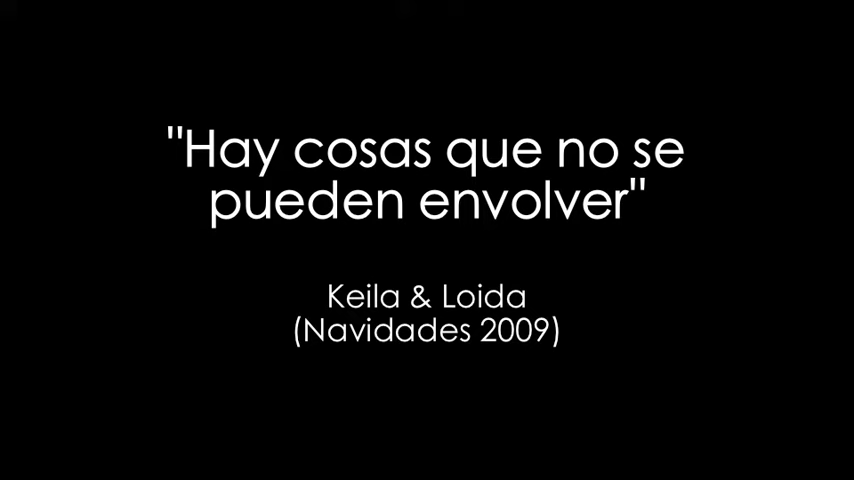 "Hay cosas que no se
pueden envolver"
Keila & Loida
(Navidades 2009)